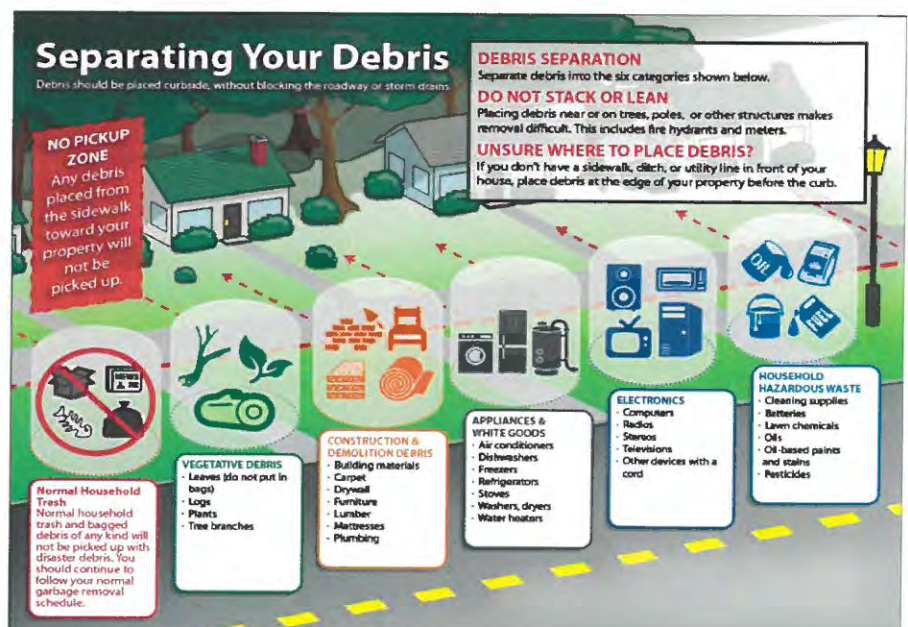 Separating Your Debris
Debris should be placed curbside, without blocking the roadway or storm drains
DEBRIS SEPARATION
Separate debris into the six categories shown below.
DO NOT STACK OR LEAN
Placing debris near or on trees, poles, or other structures makes
removal difficult. This includes fire hydrants and meters.
UNSURE WHERE TO PLACE DEBRIS?
If you don't have a sidewalk, ditch, or utility line in front of your
house, place debris at the edge of your property before the curb.
NO PICKUP
ZONE
Any debris
placed from
the sidewalk
toward your
property will
not be
picked up.
NEWS
OIL
FUEL
Normal Household
Trash
Normal household
trash and bagged
debris of any kind will
not be picked up with
disaster debris. You
should continue to
follow your normal
garbage removal
schedule.
VEGETATIVE DEBRIS
· Leaves (do not put in
bags)
· Logs
· Plants
· Tree branches
CONSTRUCTION &
DEMOLITION DEBRIS
· Building materials
· Carpet
· Drywall
· Furniture
· Lumber
· Mattresses
· Plumbing
APPLIANCES &
WHITE GOODS
· Air conditioners
· Dishwashers
· Freezers
· Refrigerators
· Stoves
· Washers, dryers
· Water heaters
ELECTRONICS
· Computers
· Radios
· Stereos
· Televisions
· Other devices with a
cord
HOUSEHOLD
HAZARDOUS WASTE
· Cleaning supplies
· Batteries
· Lawn chemicals
· Oils
· Oil-based paints
and stains
· Pesticides